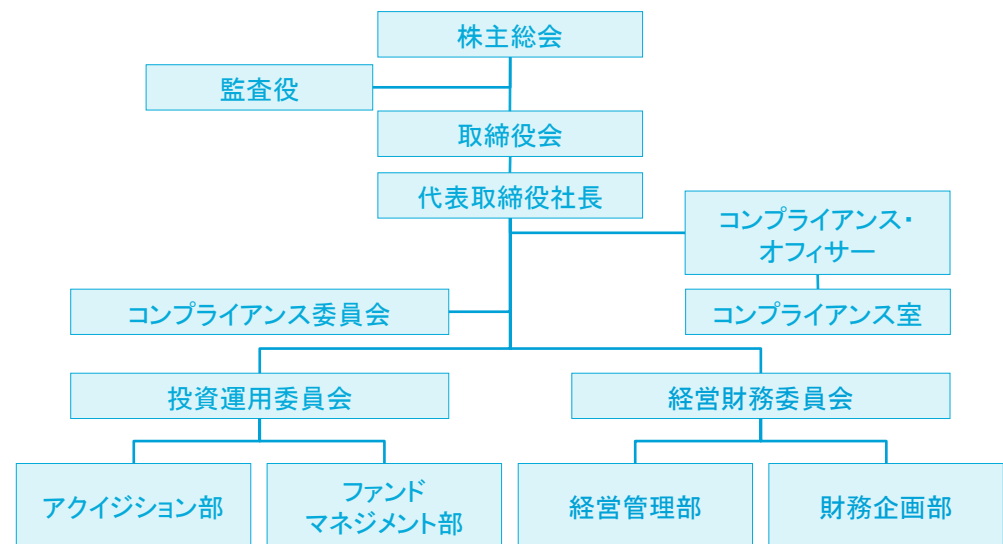 株主総会
監査役
取締役会
代表取締役社長
コンプライアンス・
オフィサー
コンプライアンス委員会
コンプライアンス室
投資運用委員会
経営財務委員会
アクイジション部
ファンド
マネジメント部
経営管理部
財務企画部